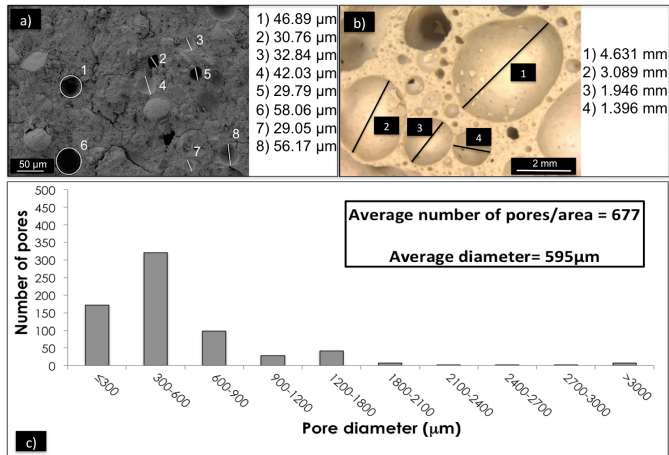 a)
1
2
3
4
5
6
7
8
50 µm
1) 46.89 µm
2) 30.76 µm
3) 32.84 µm
4) 42.03 µm
5) 29.79 µm
6) 58.06 µm
7) 29.05 µm
8) 56.17 µm
b)
1
2
3
4
2 mm
1) 4.631 mm
2) 3.089 mm
3) 1.946 mm
4) 1.396 mm
Number of pores
500
450
400
350
300
250
200
150
100
50
0
Average number of pores/area = 677
Average diameter= 595µm
≤300
300-600
600-900
900-1200
1200-1800
1800-2100
2100-2400
2400-2700
2700-3000
>3000
Pore diameter (µm)
c)